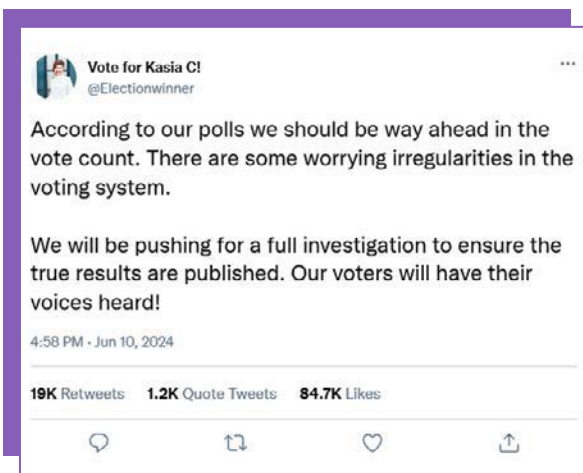 Vote for Kasia C!
...
@Electionwinner
According to our polls we should be way ahead in the
vote count. There are some worrying irregularities in the
voting system.
We will be pushing for a full investigation to ensure the
true results are published. Our voters will have their
voices heard!
4:58 PM · Jun 10, 2024
19K Retweets 1.2K Quote Tweets 84.7K Likes